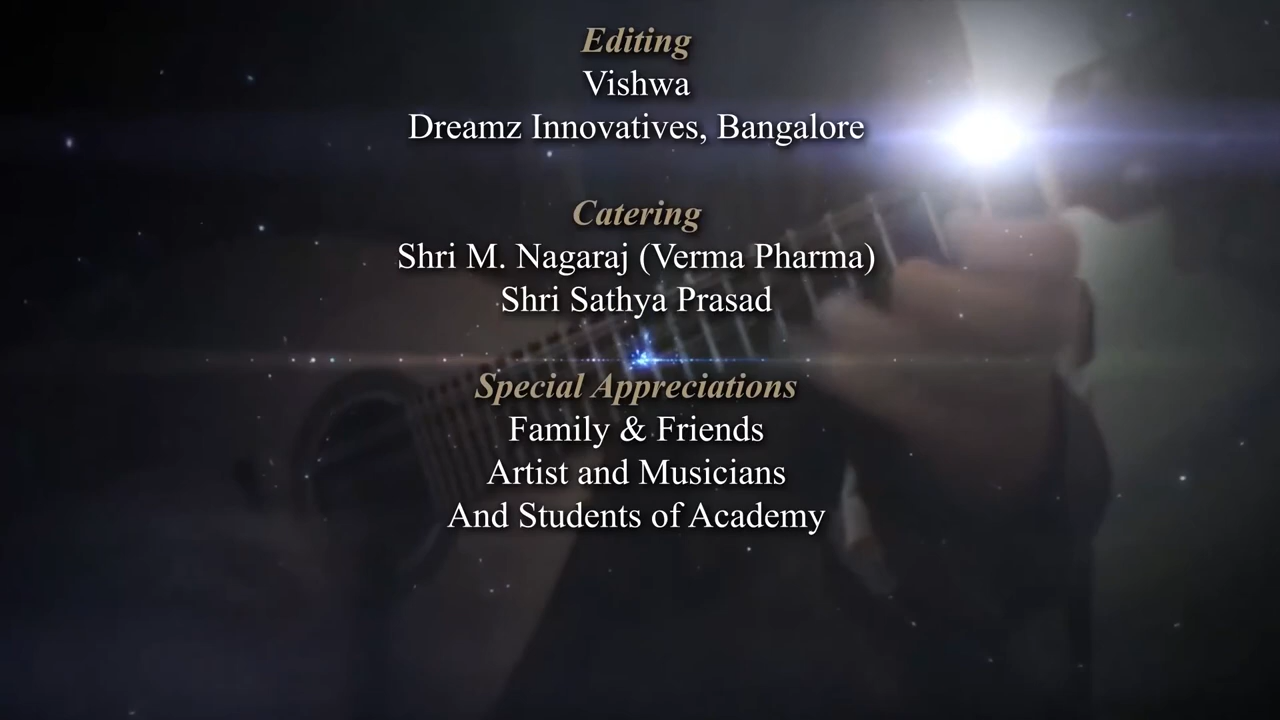 Editing
Vishwa
Dreamz Innovatives, Bangalore
Catering
Shri M. Nagaraj (Verma Pharma)
Shri Sathya Prasad
Special Appreciations
Family & Friends
Artist and Musicians
And Students of Academy